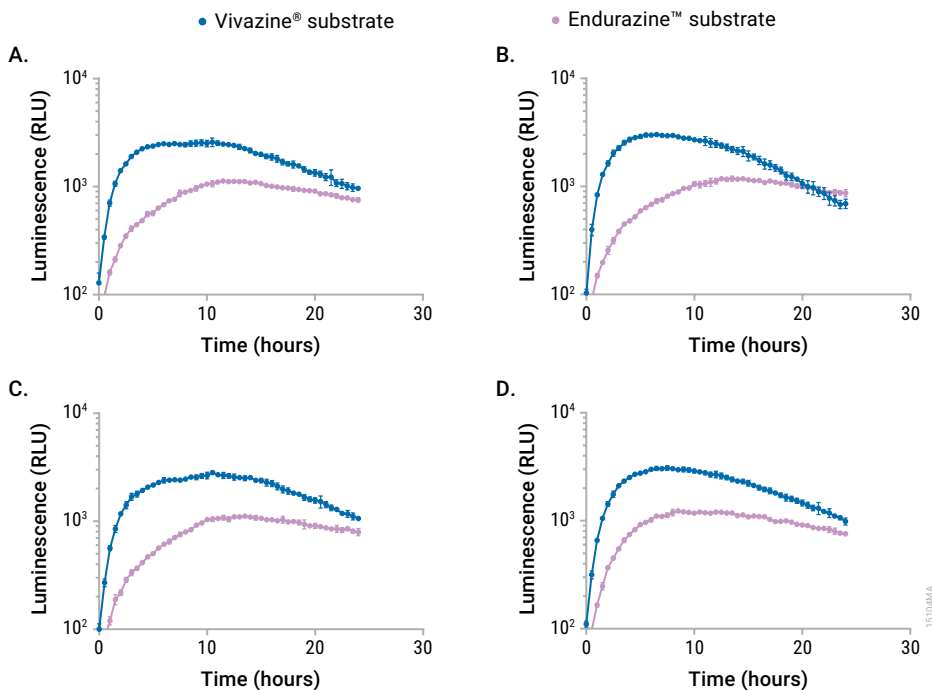 Vivazine® substrate
Endurazine™ substrate
A.
Luminescence (RLU)
10⁴
10³
10²
0
10
20
30
Time (hours)
B.
Luminescence (RLU)
10⁴
10³
10²
0
10
20
30
Time (hours)
C.
Luminescence (RLU)
10⁴
10³
10²
0
10
20
30
Time (hours)
D.
Luminescence (RLU)
10⁴
10³
10²
0
10
20
30
Time (hours)
15104MA